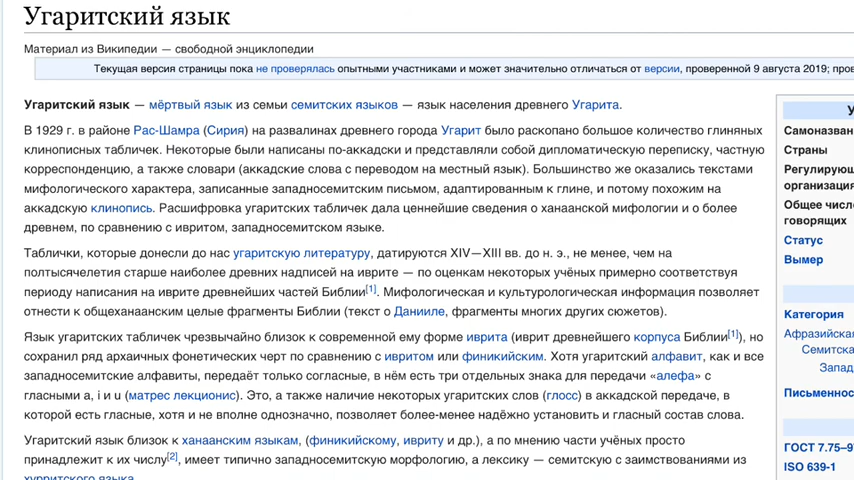 Угаритский язык
Материал из Википедии — свободной энциклопедии
Текущая версия страницы пока не проверялась опытными участниками и может значительно отличаться от версии, проверенной 9 августа 2019;
Угаритский язык — мёртвый язык из семьи семитских языков — язык населения древнего Угарита.
В 1929 г. в районе Рас-Шамра (Сирия) на развалинах древнего города Угарит было раскопано большое количество глиняных
клинописных табличек. Некоторые были написаны по-аккадски и представляли собой дипломатическую переписку, частную
корреспонденцию, а также словари (аккадские слова с переводом на местный язык). Большинство же оказались текстами
мифологического характера, записанные западносемитским письмом, адаптированным к глине, и потому похожим на
аккадскую клинопись. Расшифровка угаритских табличек дала ценнейшие сведения о ханаанской мифологии и о более
древнем, по сравнению с ивритом, западносемитском языке.
Таблички, которые донесли до нас угаритскую литературу, датируются XIV—XIII вв. до н. э., не менее, чем на
полтысячелетия старше наиболее древних надписей на иврите — по оценкам некоторых учёных примерно соответствуя
периоду написания на иврите древнейших частей Библии[1]. Мифологическая и культурологическая информация позволяет
отнести к общеханаанским целые фрагменты Библии (текст о Данииле, фрагменты многих других сюжетов).
Язык угаритских табличек чрезвычайно близок к современной ему форме иврита (иврит древнейшего корпуса Библии[1]), но
сохранил ряд архаичных фонетических черт по сравнению с ивритом или финикийским. Хотя угаритский алфавит, как и все
западносемитские алфавиты, передаёт только согласные, в нём есть три отдельных знака для передачи «алефа» с
гласными a, i и u (матрес лекционис). Это, а также наличие некоторых угаритских слов (глосс) в аккадской передаче, в
которой есть гласные, хотя и не вполне однозначно, позволяет более-менее надёжно установить и гласный состав слова.
Угаритский язык близок к ханаанским языкам, (финикийскому, ивриту и др.), а по мнению части учёных просто
принадлежит к их числу[2], имеет типично западносемитскую морфологию, а лексику — семитскую с заимствованиями из
хурритского языка.
У
Самоназван
Страны
Регулирующ
организация
Общее числ
говорящих
Статус
Вымер
Категория
Афразийска
Семитска
Запад
Письменнос
ГОСТ 7.75–9
ISO 639-1